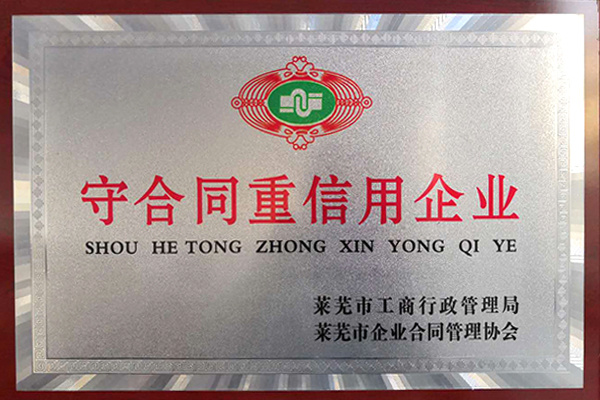 守合同重信用企业
SHOU HE TONG ZHONG XIN YONG QI YE
莱芜市工商行政管理局
莱芜市企业合同管理协会